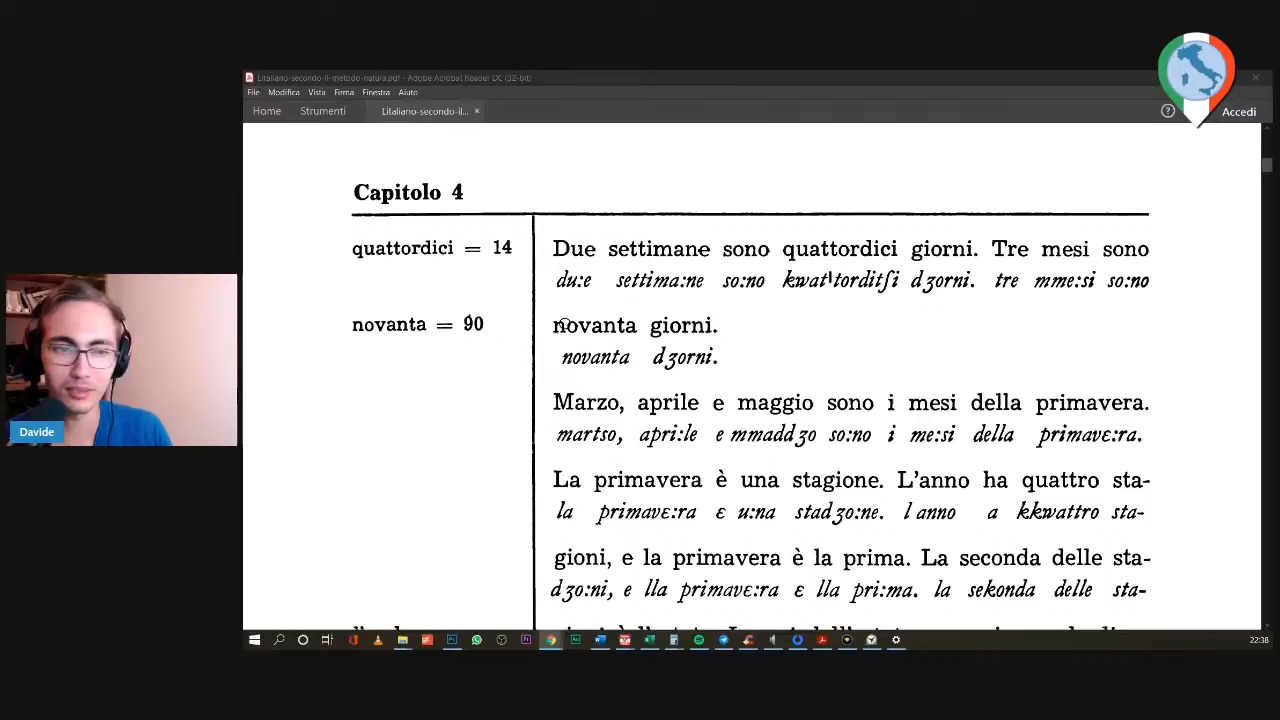 Litaliano-secondo-il-metodo-natura.pdf - Adobe Acrobat Reader DC (32-bit)
File Modifica Vista Firma Finestra Aiuto
Home Strumenti Litaliano-secondo-il... × Accedi
Capitolo 4
quattordici = 14
Due settimane sono quattordici giorni. Tre mesi sono
du:e settima:ne so:no kwat'torditʃi dʒorni. tre mme:si so:no
novanta = 90
novanta giorni.
novanta dʒorni.
Marzo, aprile e maggio sono i mesi della primavera.
martso, apri:le e mmaddʒo so:no i me:si della primavɛ:ra.
La primavera è una stagione. L'anno ha quattro sta-
la primavɛ:ra ɛ u:na stadʒo:ne. l anno a kkwattro sta-
gioni, e la primavera è la prima. La seconda delle sta-
dʒo:ni, e lla primavɛ:ra ɛ lla pri:ma. la sekonda delle sta-
Davide
22:38